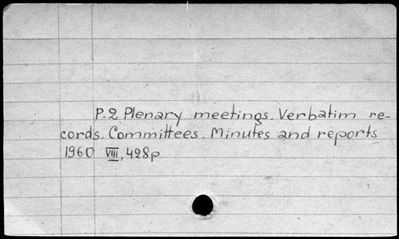 P.2 Plenary meetings. Verbatim re-
cords. Committees. Minutes and reports
1960 VIII, 428p